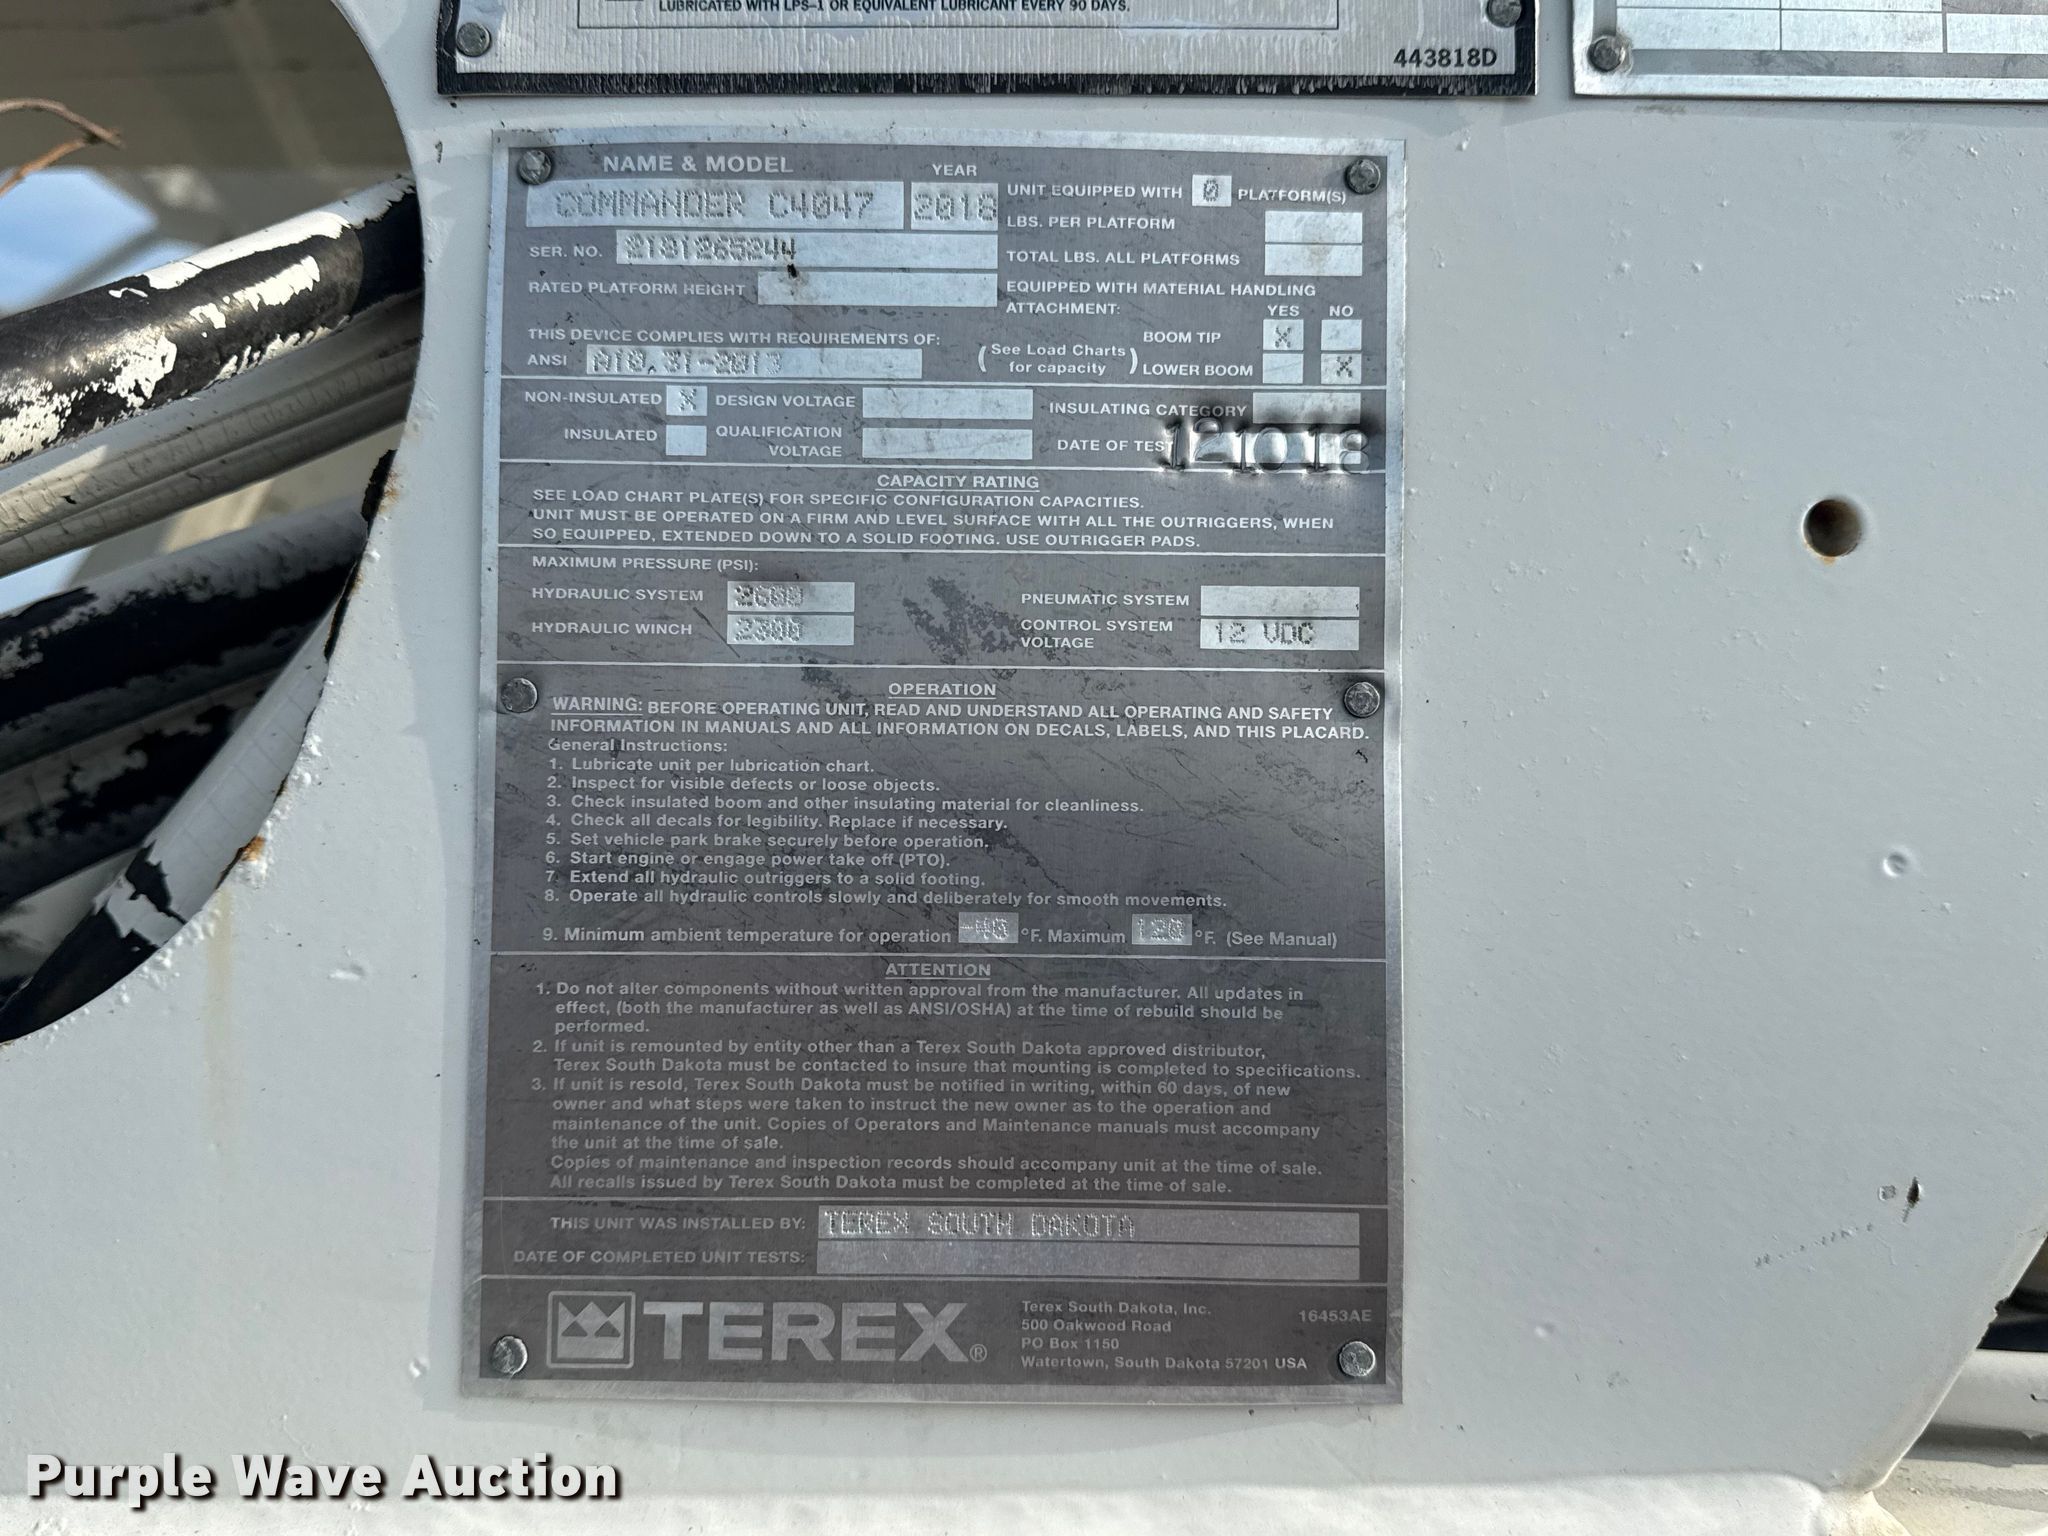 LUBRICATED WITH LPS-1 OR EQUIVALENT LUBRICANT EVERY 90 DAYS.
443818D
NAME & MODEL
YEAR
COMMANDER C4047
2018
UNIT EQUIPPED WITH 0 PLATFORM(S)
LBS. PER PLATFORM
SER. NO. 2181265244
TOTAL LBS. ALL PLATFORMS
RATED PLATFORM HEIGHT
EQUIPPED WITH MATERIAL HANDLING
ATTACHMENT:
YES NO
THIS DEVICE COMPLIES WITH REQUIREMENTS OF:
ANSI A10.31-2013
(See Load Charts
for capacity)
BOOM TIP X
LOWER BOOM X
NON-INSULATED X DESIGN VOLTAGE
INSULATING CATEGORY
INSULATED QUALIFICATION
VOLTAGE
DATE OF TEST 121018
CAPACITY RATING
SEE LOAD CHART PLATE(S) FOR SPECIFIC CONFIGURATION CAPACITIES.
UNIT MUST BE OPERATED ON A FIRM AND LEVEL SURFACE WITH ALL THE OUTRIGGERS, WHEN
SO EQUIPPED, EXTENDED DOWN TO A SOLID FOOTING. USE OUTRIGGER PADS.
MAXIMUM PRESSURE (PSI):
HYDRAULIC SYSTEM 2600
PNEUMATIC SYSTEM
HYDRAULIC WINCH 2300
CONTROL SYSTEM
VOLTAGE
12 VDC
OPERATION
WARNING: BEFORE OPERATING UNIT, READ AND UNDERSTAND ALL OPERATING AND SAFETY
INFORMATION IN MANUALS AND ALL INFORMATION ON DECALS, LABELS, AND THIS PLACARD.
General Instructions:
1. Lubricate unit per lubrication chart.
2. Inspect for visible defects or loose objects.
3. Check insulated boom and other insulating material for cleanliness.
4. Check all decals for legibility. Replace if necessary.
5. Set vehicle park brake securely before operation.
6. Start engine or engage power take off (PTO).
7. Extend all hydraulic outriggers to a solid footing.
8. Operate all hydraulic controls slowly and deliberately for smooth movements.
9. Minimum ambient temperature for operation -40 °F. Maximum 120 °F. (See Manual)
ATTENTION
1. Do not alter components without written approval from the manufacturer. All updates in
effect, (both the manufacturer as well as ANSI/OSHA) at the time of rebuild should be
performed.
2. If unit is remounted by entity other than a Terex South Dakota approved distributor,
Terex South Dakota must be contacted to insure that mounting is completed to specifications.
3. If unit is resold, Terex South Dakota must be notified in writing, within 60 days, of new
owner and what steps were taken to instruct the new owner as to the operation and
maintenance of the unit. Copies of Operators and Maintenance manuals must accompany
the unit at the time of sale.
Copies of maintenance and inspection records should accompany unit at the time of sale.
All recalls issued by Terex South Dakota must be completed at the time of sale.
THIS UNIT WAS INSTALLED BY: TEREX SOUTH DAKOTA
DATE OF COMPLETED UNIT TESTS:
TEREX®
Terex South Dakota, Inc.
500 Oakwood Road
PO Box 1150
Watertown, South Dakota 57201 USA
16453AE
Purple Wave Auction